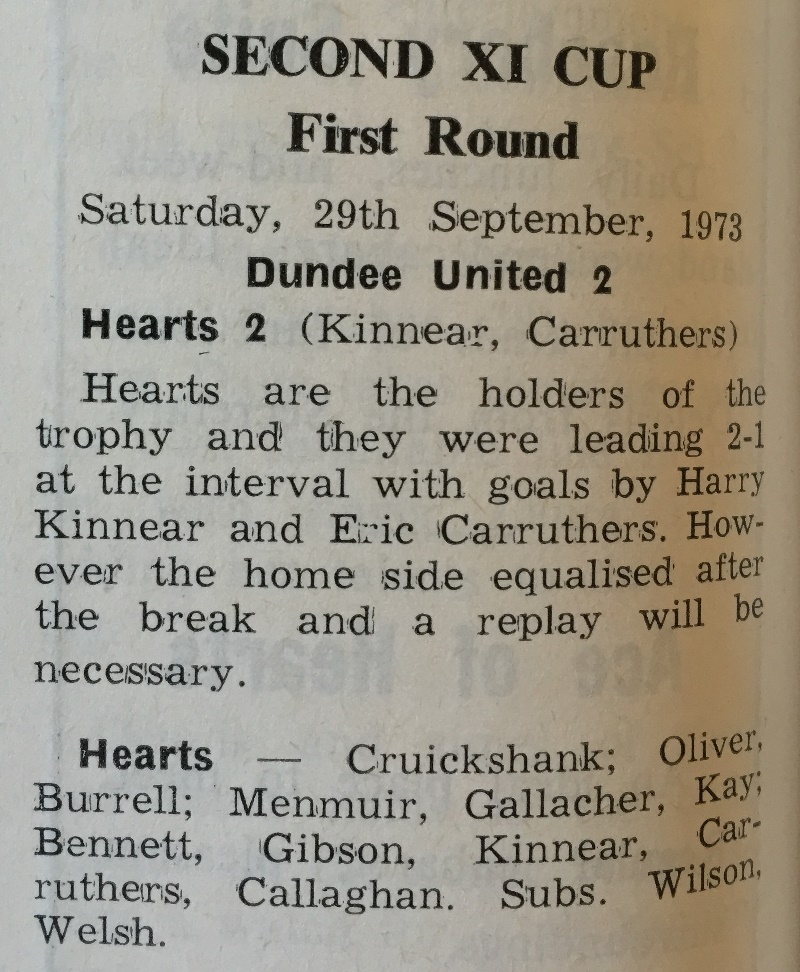 SECOND XI CUP
First Round
Saturday, 29th September, 1973
Dundee United 2
Hearts 2 (Kinnear, Carruthers)
Hearts are the holders of the
trophy and they were leading 2-1
at the interval with goals by Harry
Kinnear and Eric Carruthers. How-
ever the home side equalised after
the break and a replay will be
necessary.
Hearts — Cruickshank; Oliver,
Burrell; Menmuir, Gallacher, Kay;
Bennett, Gibson, Kinnear, Car-
ruthers, Callaghan. Subs. Wilson,
Welsh.